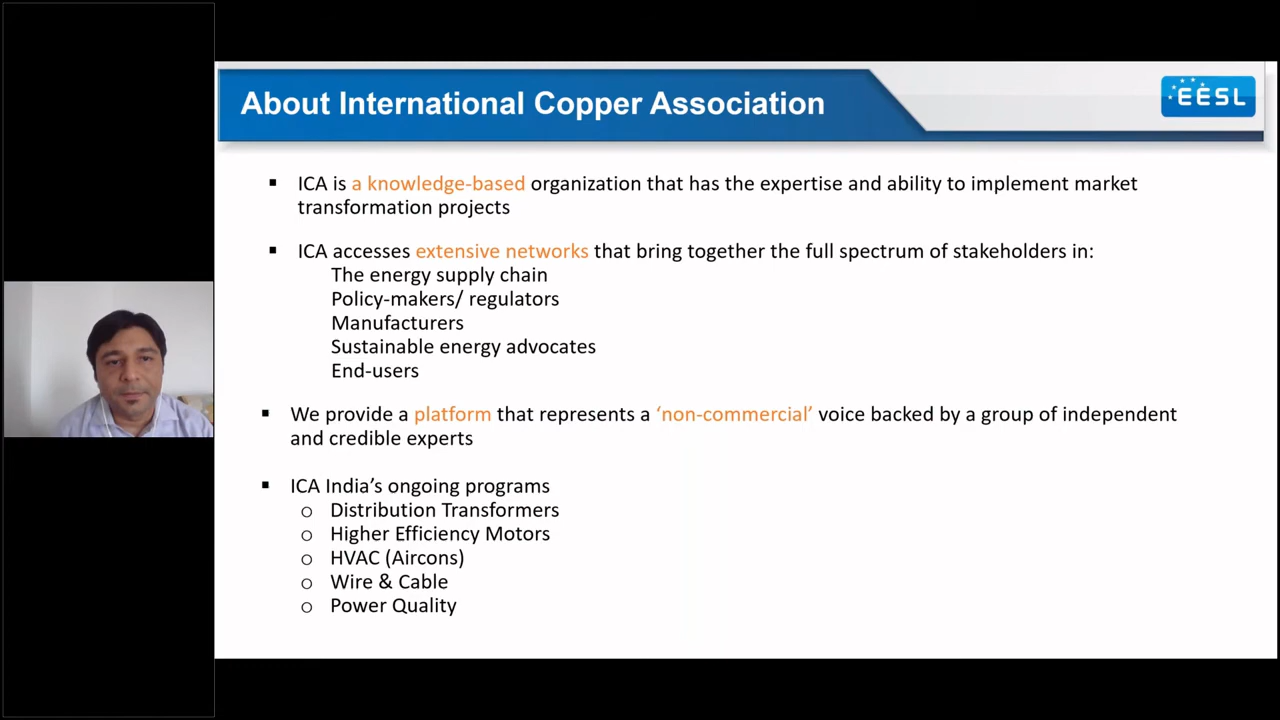 About International Copper Association
EESL
▪ ICA is a knowledge-based organization that has the expertise and ability to implement market
transformation projects
▪ ICA accesses extensive networks that bring together the full spectrum of stakeholders in:
The energy supply chain
Policy-makers/ regulators
Manufacturers
Sustainable energy advocates
End-users
▪ We provide a platform that represents a ‘non-commercial’ voice backed by a group of independent
and credible experts
▪ ICA India’s ongoing programs
o Distribution Transformers
o Higher Efficiency Motors
o HVAC (Aircons)
o Wire & Cable
o Power Quality